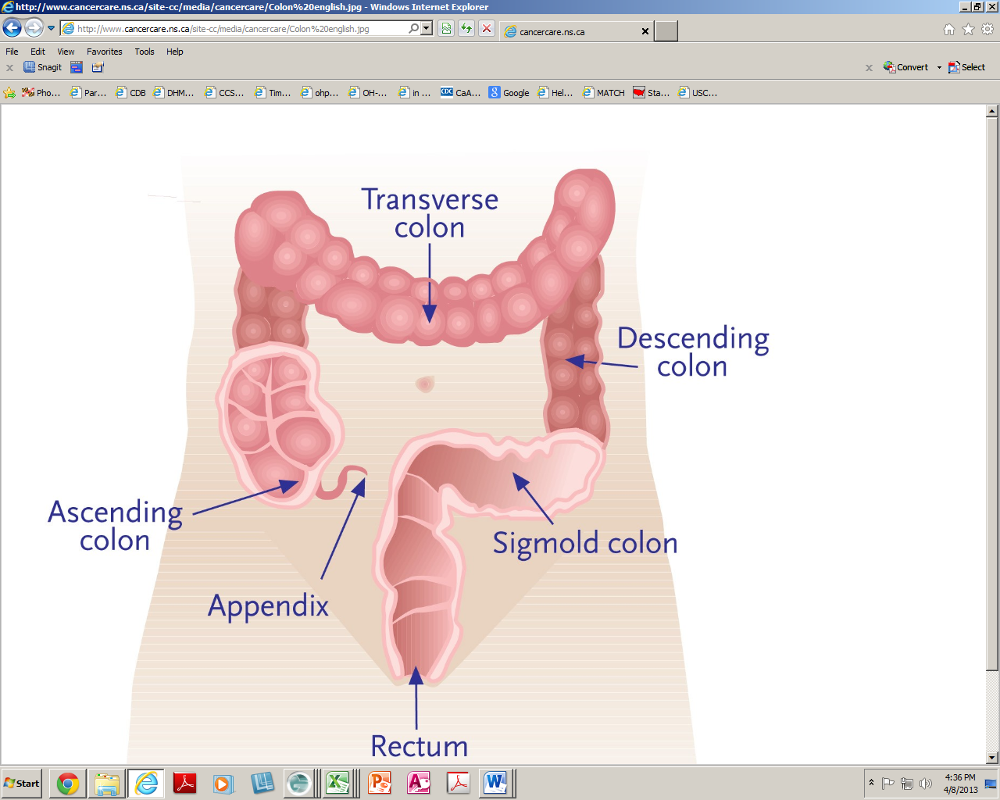 http://www.cancercare.ns.ca/site-cc/media/cancercare/Colon%20english.jpg - Windows Internet Explorer
http://www.cancercare.ns.ca/site-cc/media/cancercare/Colon%20english.jpg
cancercare.ns.ca
File Edit View Favorites Tools Help
Snagit
Convert Select
Pho... Par... CDB DHM... CCS... Tim... ohp... OH-... in ... CDC CaA... Google Hel... MATCH Sta... USC...
Transverse
colon
Descending
colon
Ascending
colon
Sigmold colon
Appendix
Rectum
Start
4:36 PM
4/8/2013